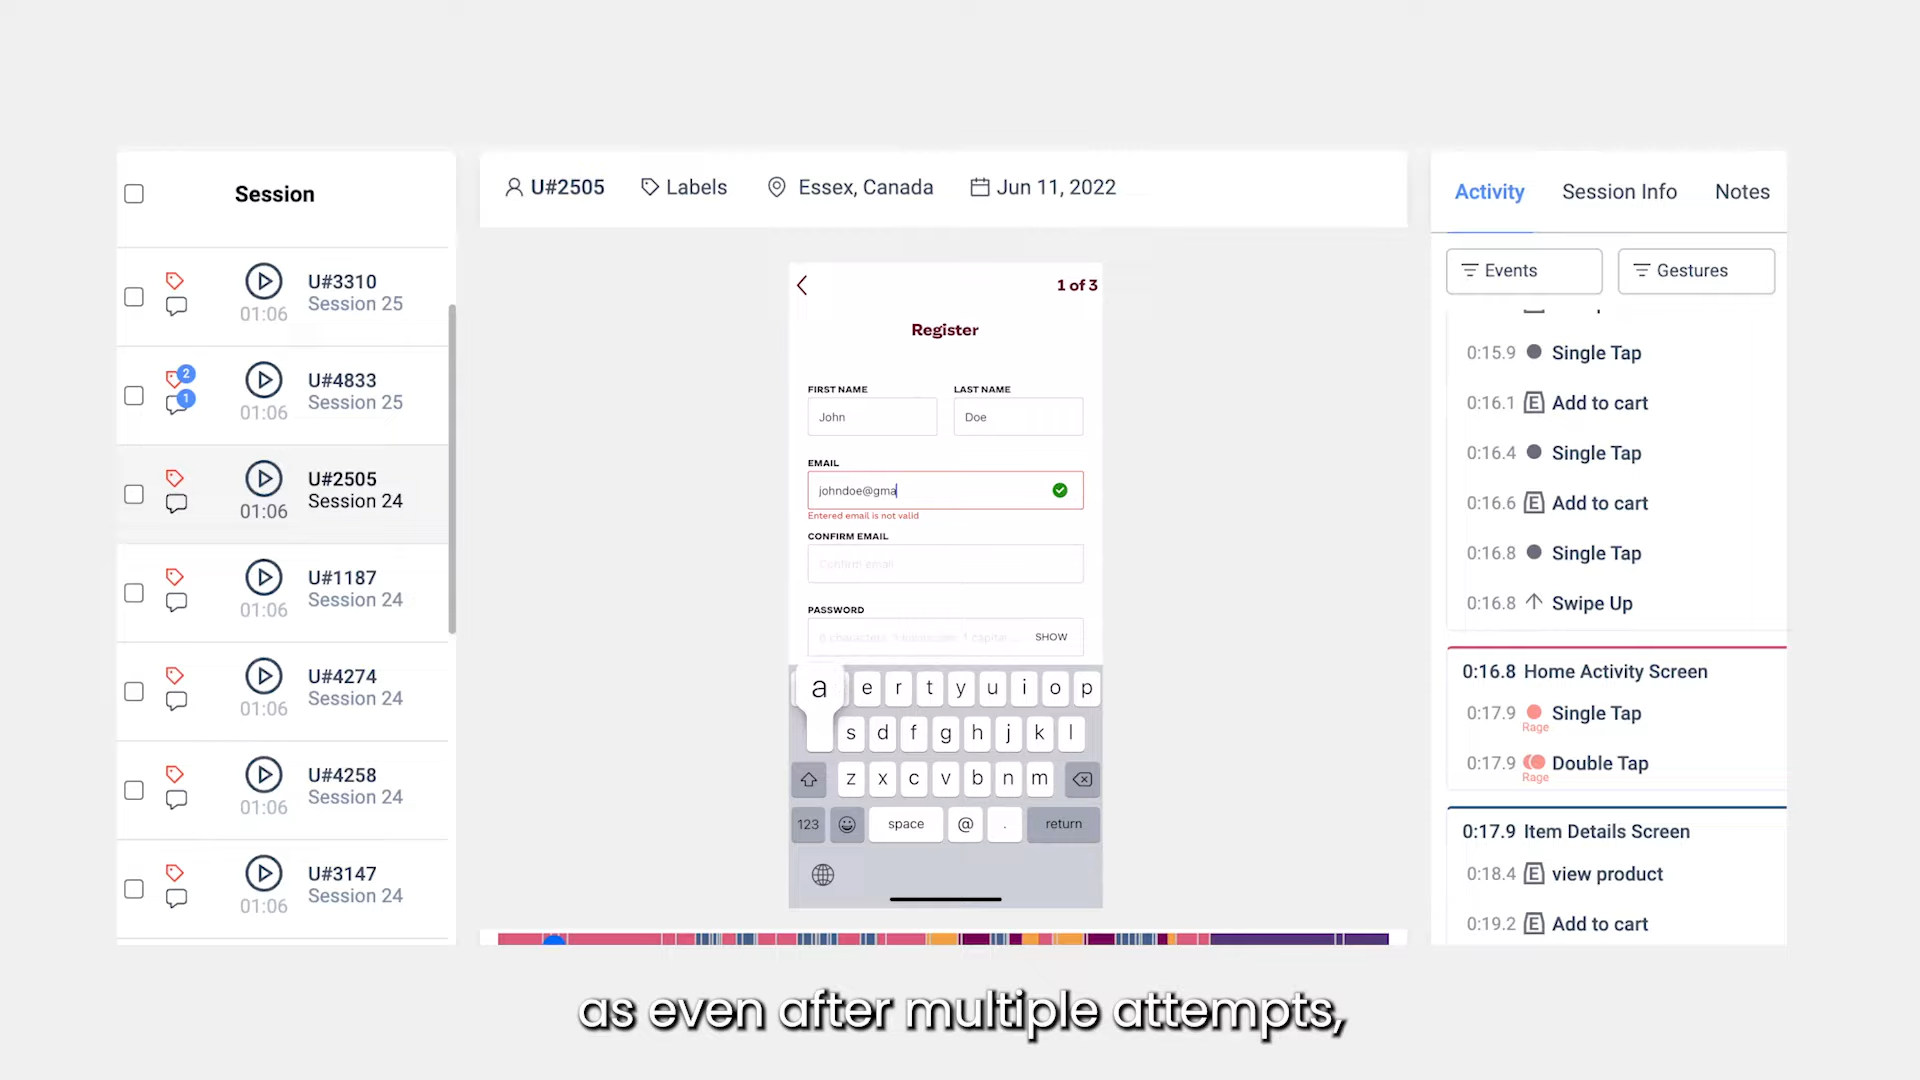 Session
U#3310
Session 25
01:06
2
U#4833
1
Session 25
01:06
U#2505
Session 24
01:06
U#1187
Session 24
01:06
U#4274
Session 24
01:06
U#4258
Session 24
01:06
U#3147
Session 24
01:06
U#2505 Labels Essex, Canada Jun 11, 2022
1 of 3
Register
FIRST NAME LAST NAME
John Doe
EMAIL
johndoe@gma
Entered email is not valid
CONFIRM EMAIL
Confirm email
PASSWORD
SHOW
a e r t y u i o p
s d f g h j k l
z x c v b n m
123 space @ . return
Activity Session Info Notes
Events Gestures
0:15.9 Single Tap
0:16.1 E Add to cart
0:16.4 Single Tap
0:16.6 E Add to cart
0:16.8 Single Tap
0:16.8 Swipe Up
0:16.8 Home Activity Screen
0:17.9 Single Tap
Rage
0:17.9 Double Tap
Rage
0:17.9 Item Details Screen
0:18.4 E view product
0:19.2 E Add to cart
as even after multiple attempts,